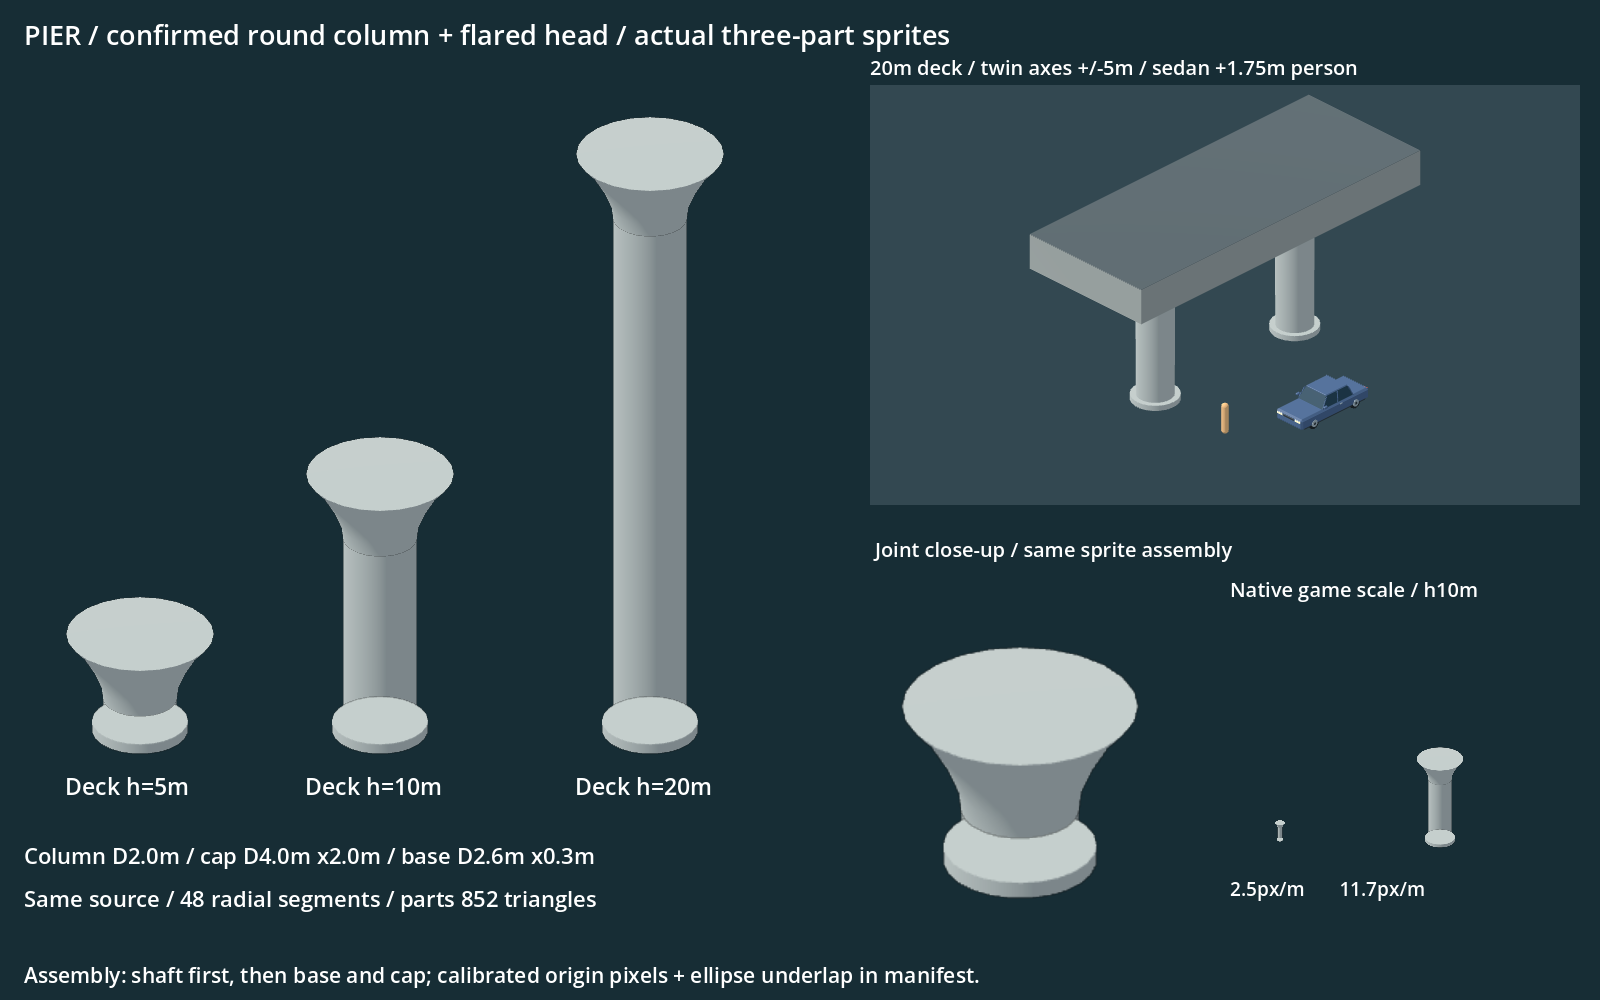 PIER / confirmed round column + flared head / actual three-part sprites
20m deck / twin axes +/-5m / sedan +1.75m person
Joint close-up / same sprite assembly
Native game scale / h10m
Deck h=5m
Deck h=10m
Deck h=20m
Column D2.0m / cap D4.0m x2.0m / base D2.6m x0.3m
Same source / 48 radial segments / parts 852 triangles
2.5px/m
11.7px/m
Assembly: shaft first, then base and cap; calibrated origin pixels + ellipse underlap in manifest.